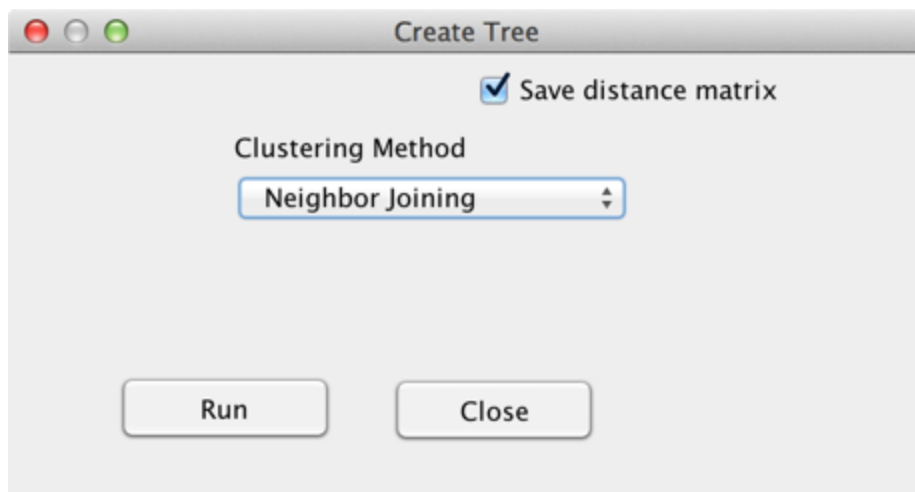 Create Tree
Save distance matrix
Clustering Method
Neighbor Joining
Run
Close